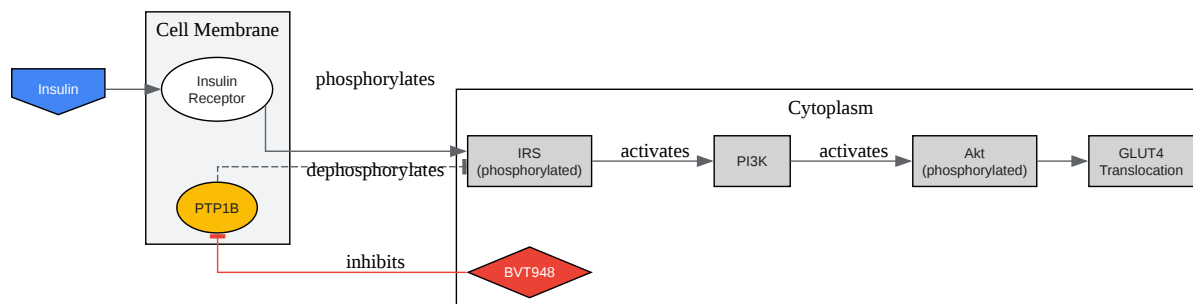 Cell Membrane
Insulin
Insulin
Receptor
phosphorylates
Cytoplasm
IRS
(phosphorylated)
activates
PI3K
activates
Akt
(phosphorylated)
GLUT4
Translocation
dephosphorylates
PTP1B
inhibits
BVT948